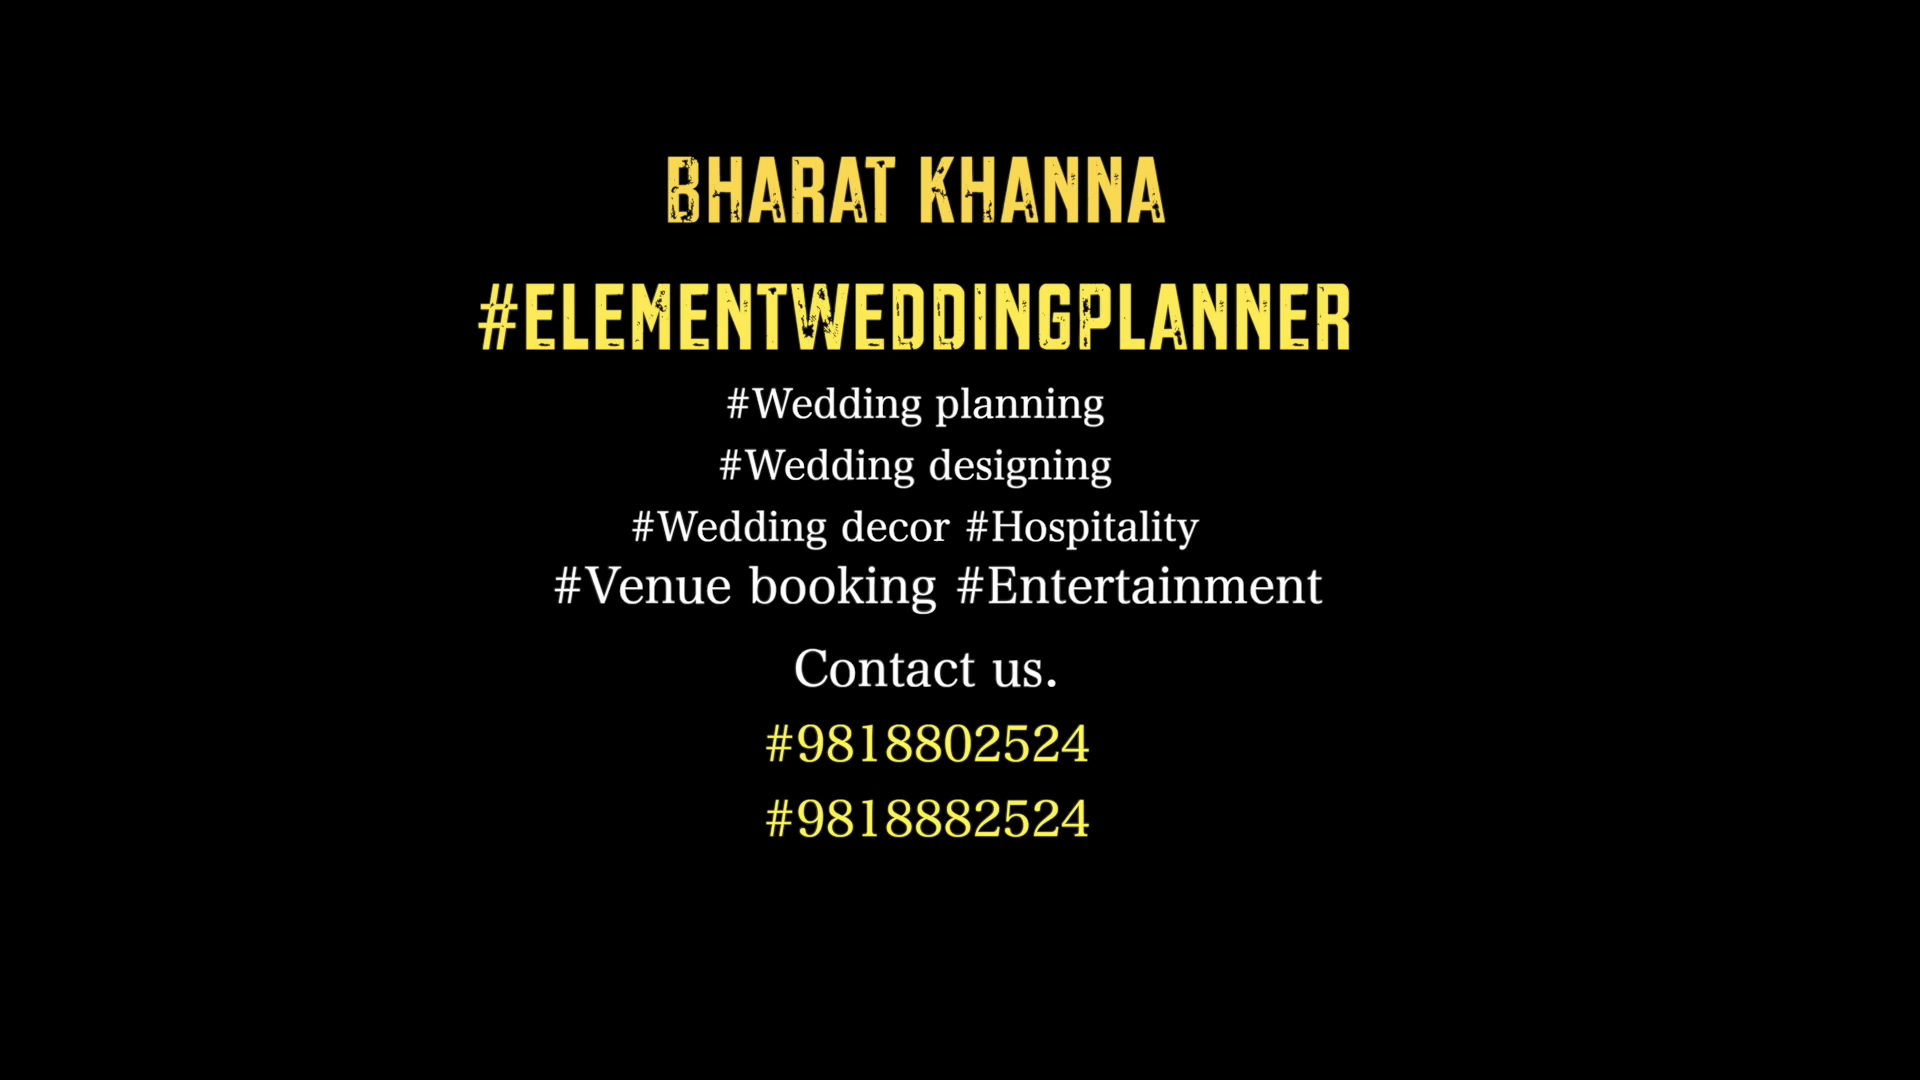 BHARAT KHANNA
#ELEMENTWEDDINGPLANNER
#Wedding planning
#Wedding designing
#Wedding decor #Hospitality
#Venue booking #Entertainment
Contact us.
#9818802524
#9818882524